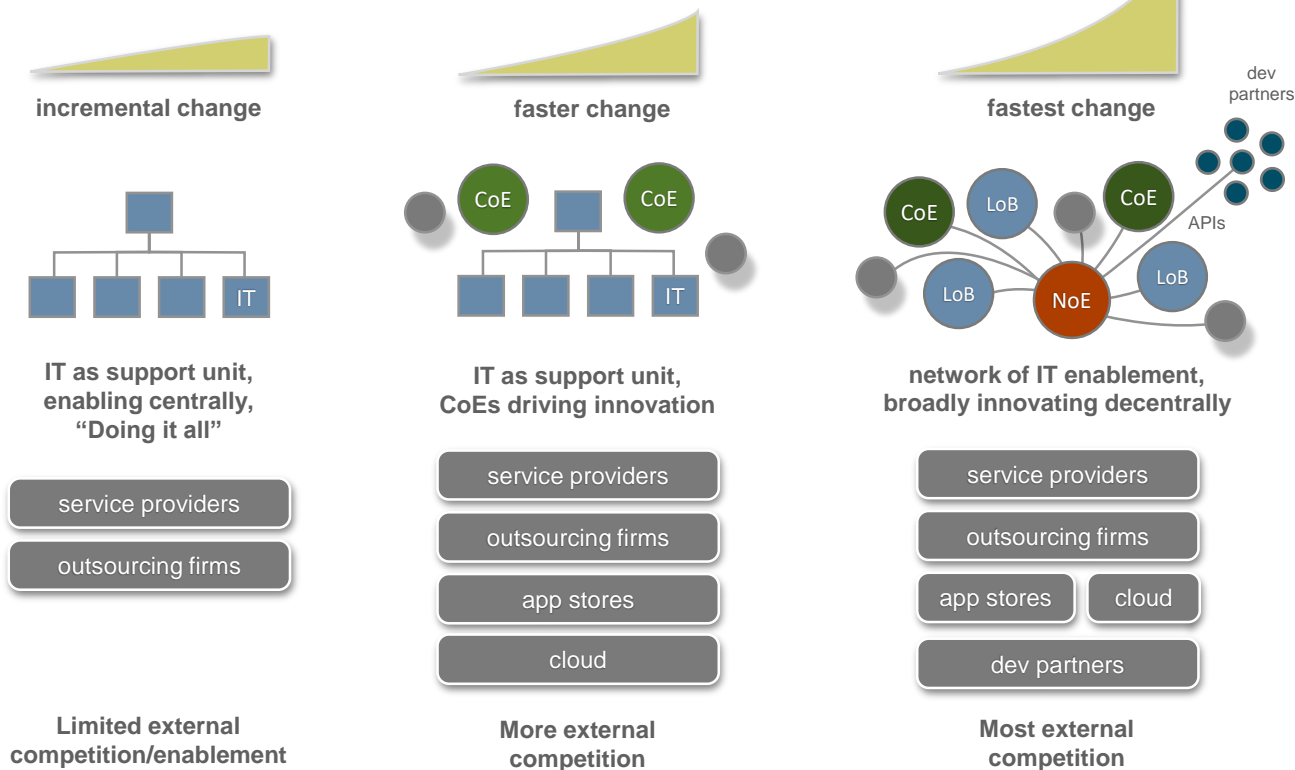 incremental change
IT
IT as support unit,
enabling centrally,
“Doing it all”
service providers
outsourcing firms
Limited external
competition/enablement
faster change
CoE
CoE
IT
IT as support unit,
CoEs driving innovation
service providers
outsourcing firms
app stores
cloud
More external
competition
fastest change
dev
partners
CoE
LoB
CoE
APIs
LoB
LoB
NoE
network of IT enablement,
broadly innovating decentrally
service providers
outsourcing firms
app stores
cloud
dev partners
Most external
competition